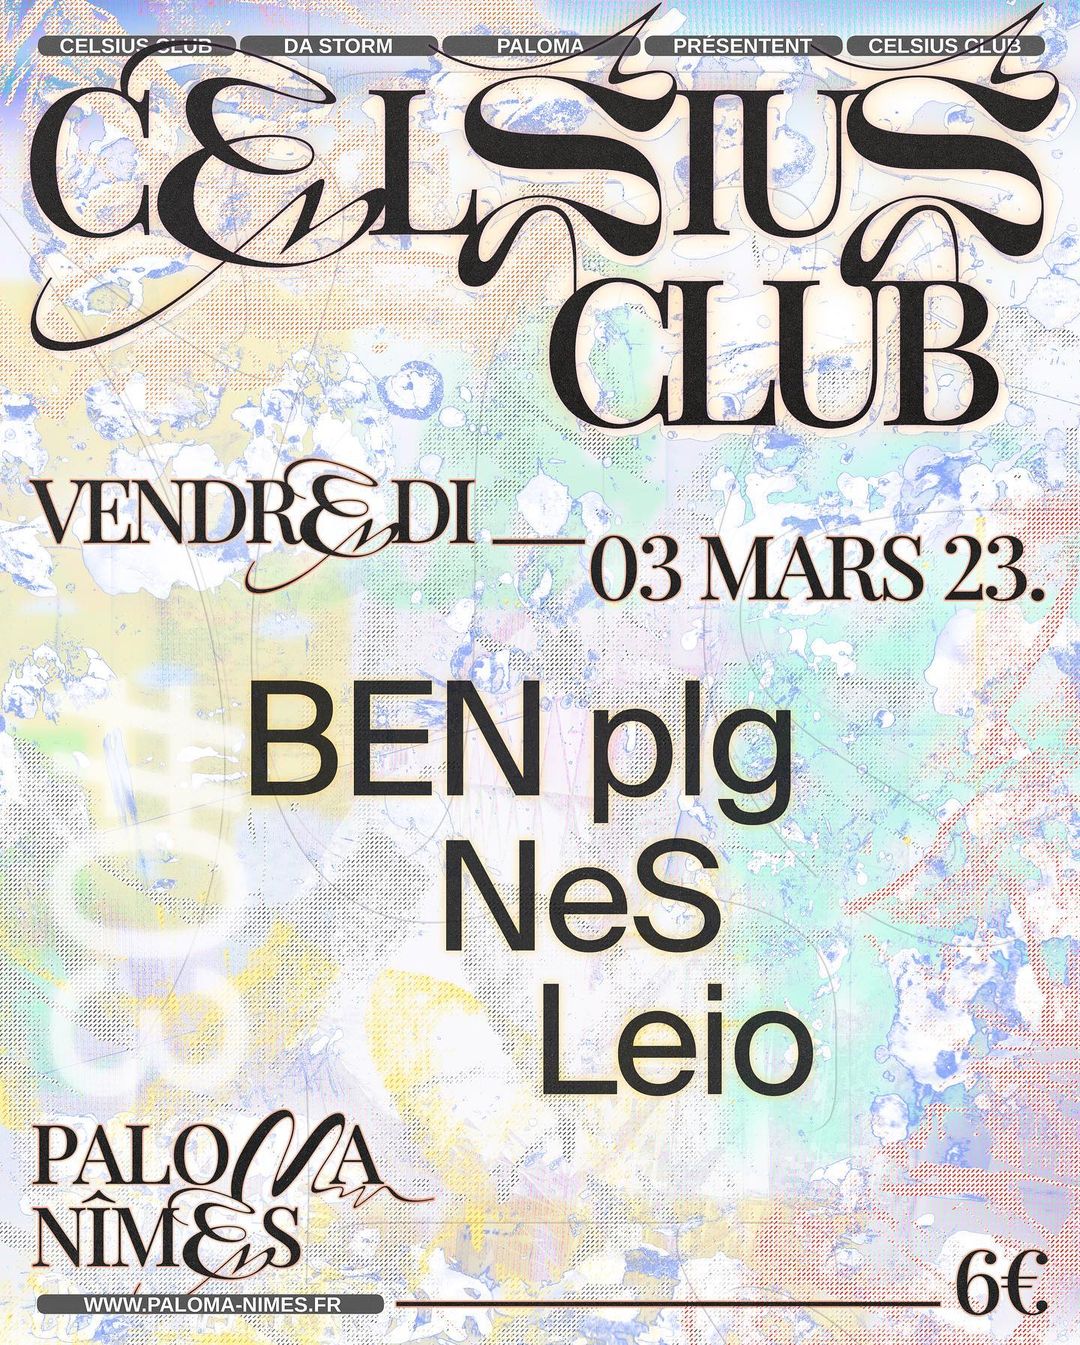 CELSIUS CLUB DA STORM PALOMA PRÉSENTENT CELSIUS CLUB
CELSIUS
CLUB
VENDREDI — 03 MARS 23.
BEN plg
NeS
Leio
PALOMA
NÎMES
WWW.PALOMA-NIMES.FR
6€